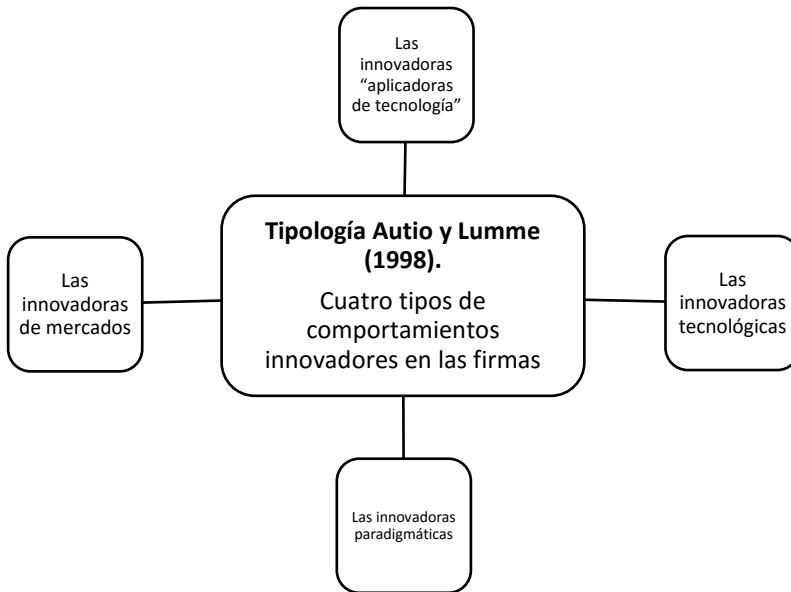 Las
innovadoras
“aplicadoras
de tecnología”
Tipología Autio y Lumme
(1998).
Cuatro tipos de
comportamientos
innovadores en las firmas
Las
innovadoras
de mercados
Las
innovadoras
tecnológicas
Las innovadoras
paradigmáticas